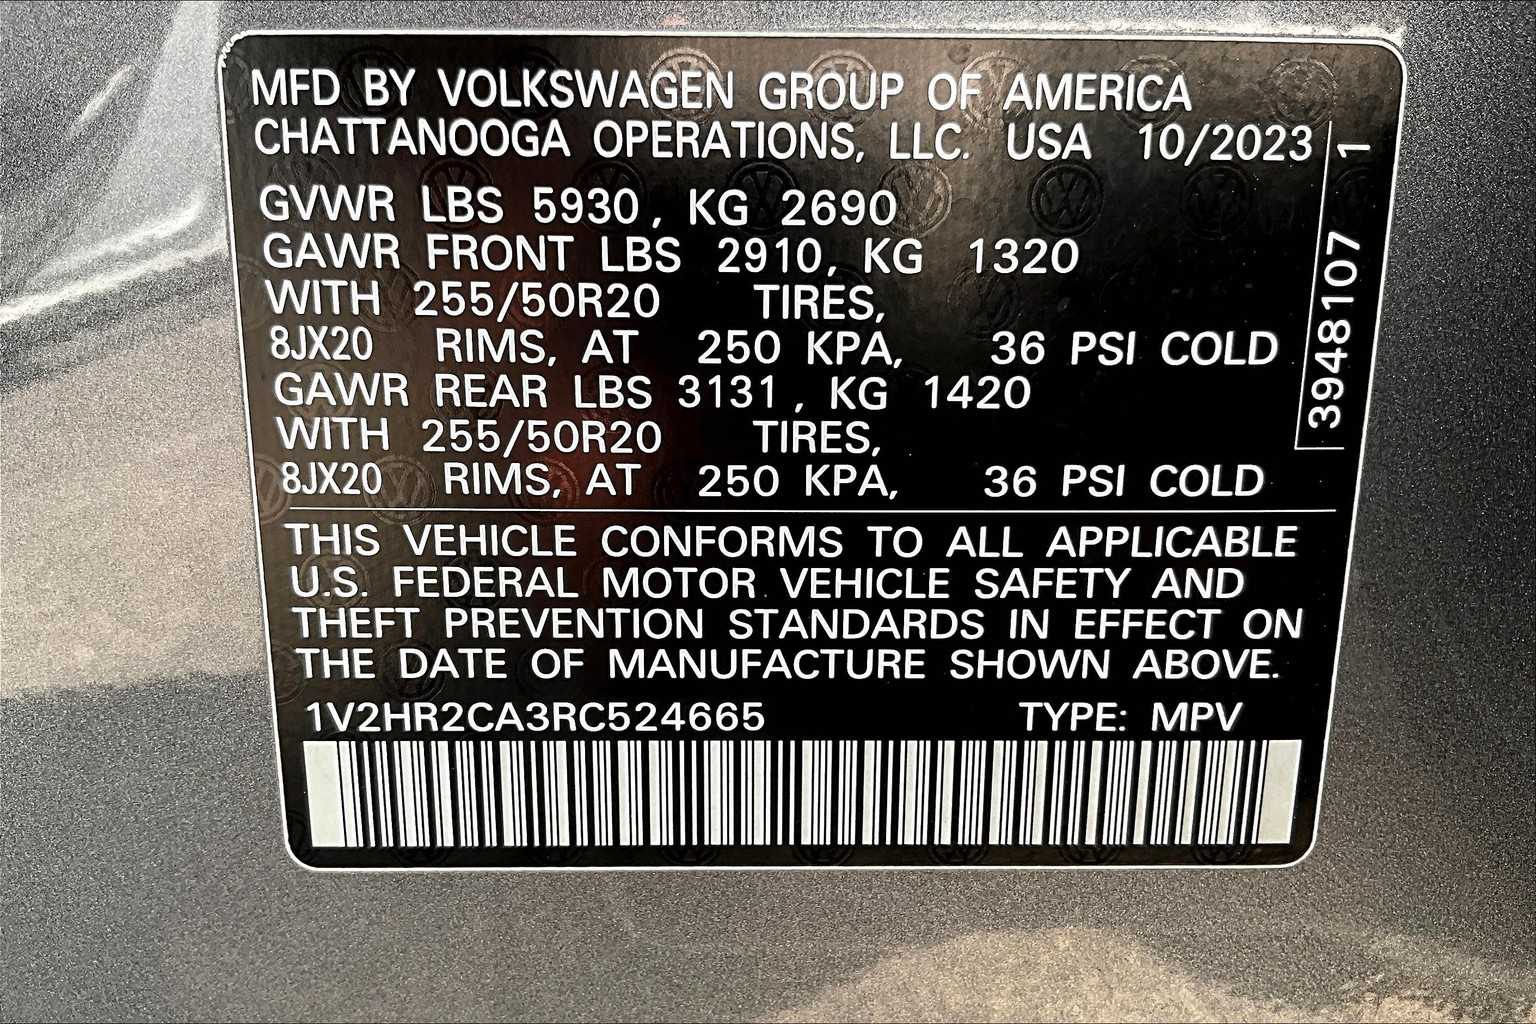 MFD BY VOLKSWAGEN GROUP OF AMERICA
CHATTANOOGA OPERATIONS, LLC. USA 10/2023
GVWR LBS 5930, KG 2690
GAWR FRONT LBS 2910, KG 1320
WITH 255/50R20 TIRES,
8JX20 RIMS, AT 250 KPA, 36 PSI COLD
GAWR REAR LBS 3131, KG 1420
WITH 255/50R20 TIRES,
8JX20 RIMS, AT 250 KPA, 36 PSI COLD
3948107 1
THIS VEHICLE CONFORMS TO ALL APPLICABLE
U.S. FEDERAL MOTOR VEHICLE SAFETY AND
THEFT PREVENTION STANDARDS IN EFFECT ON
THE DATE OF MANUFACTURE SHOWN ABOVE.
1V2HR2CA3RC524665 TYPE: MPV